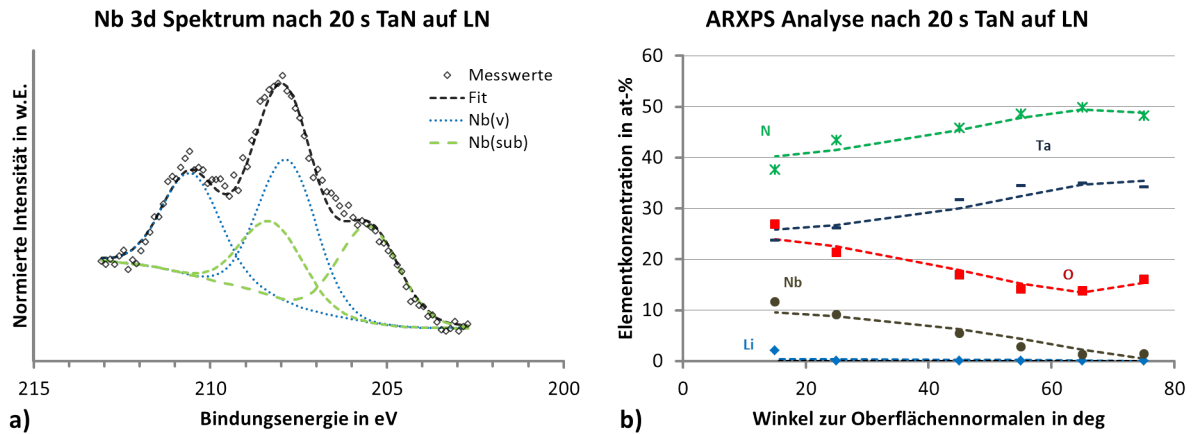 Nb 3d Spektrum nach 20 s TaN auf LN
Normierte Intensität in w.E.
Messwerte
Fit
Nb(v)
Nb(sub)
215
210
205
200
Bindungsenergie in eV
a)
ARXPS Analyse nach 20 s TaN auf LN
Elementkonzentration in at-%
60
50
40
30
20
10
0
N
Ta
O
Nb
Li
0
20
40
60
80
Winkel zur Oberflächennormalen in deg
b)